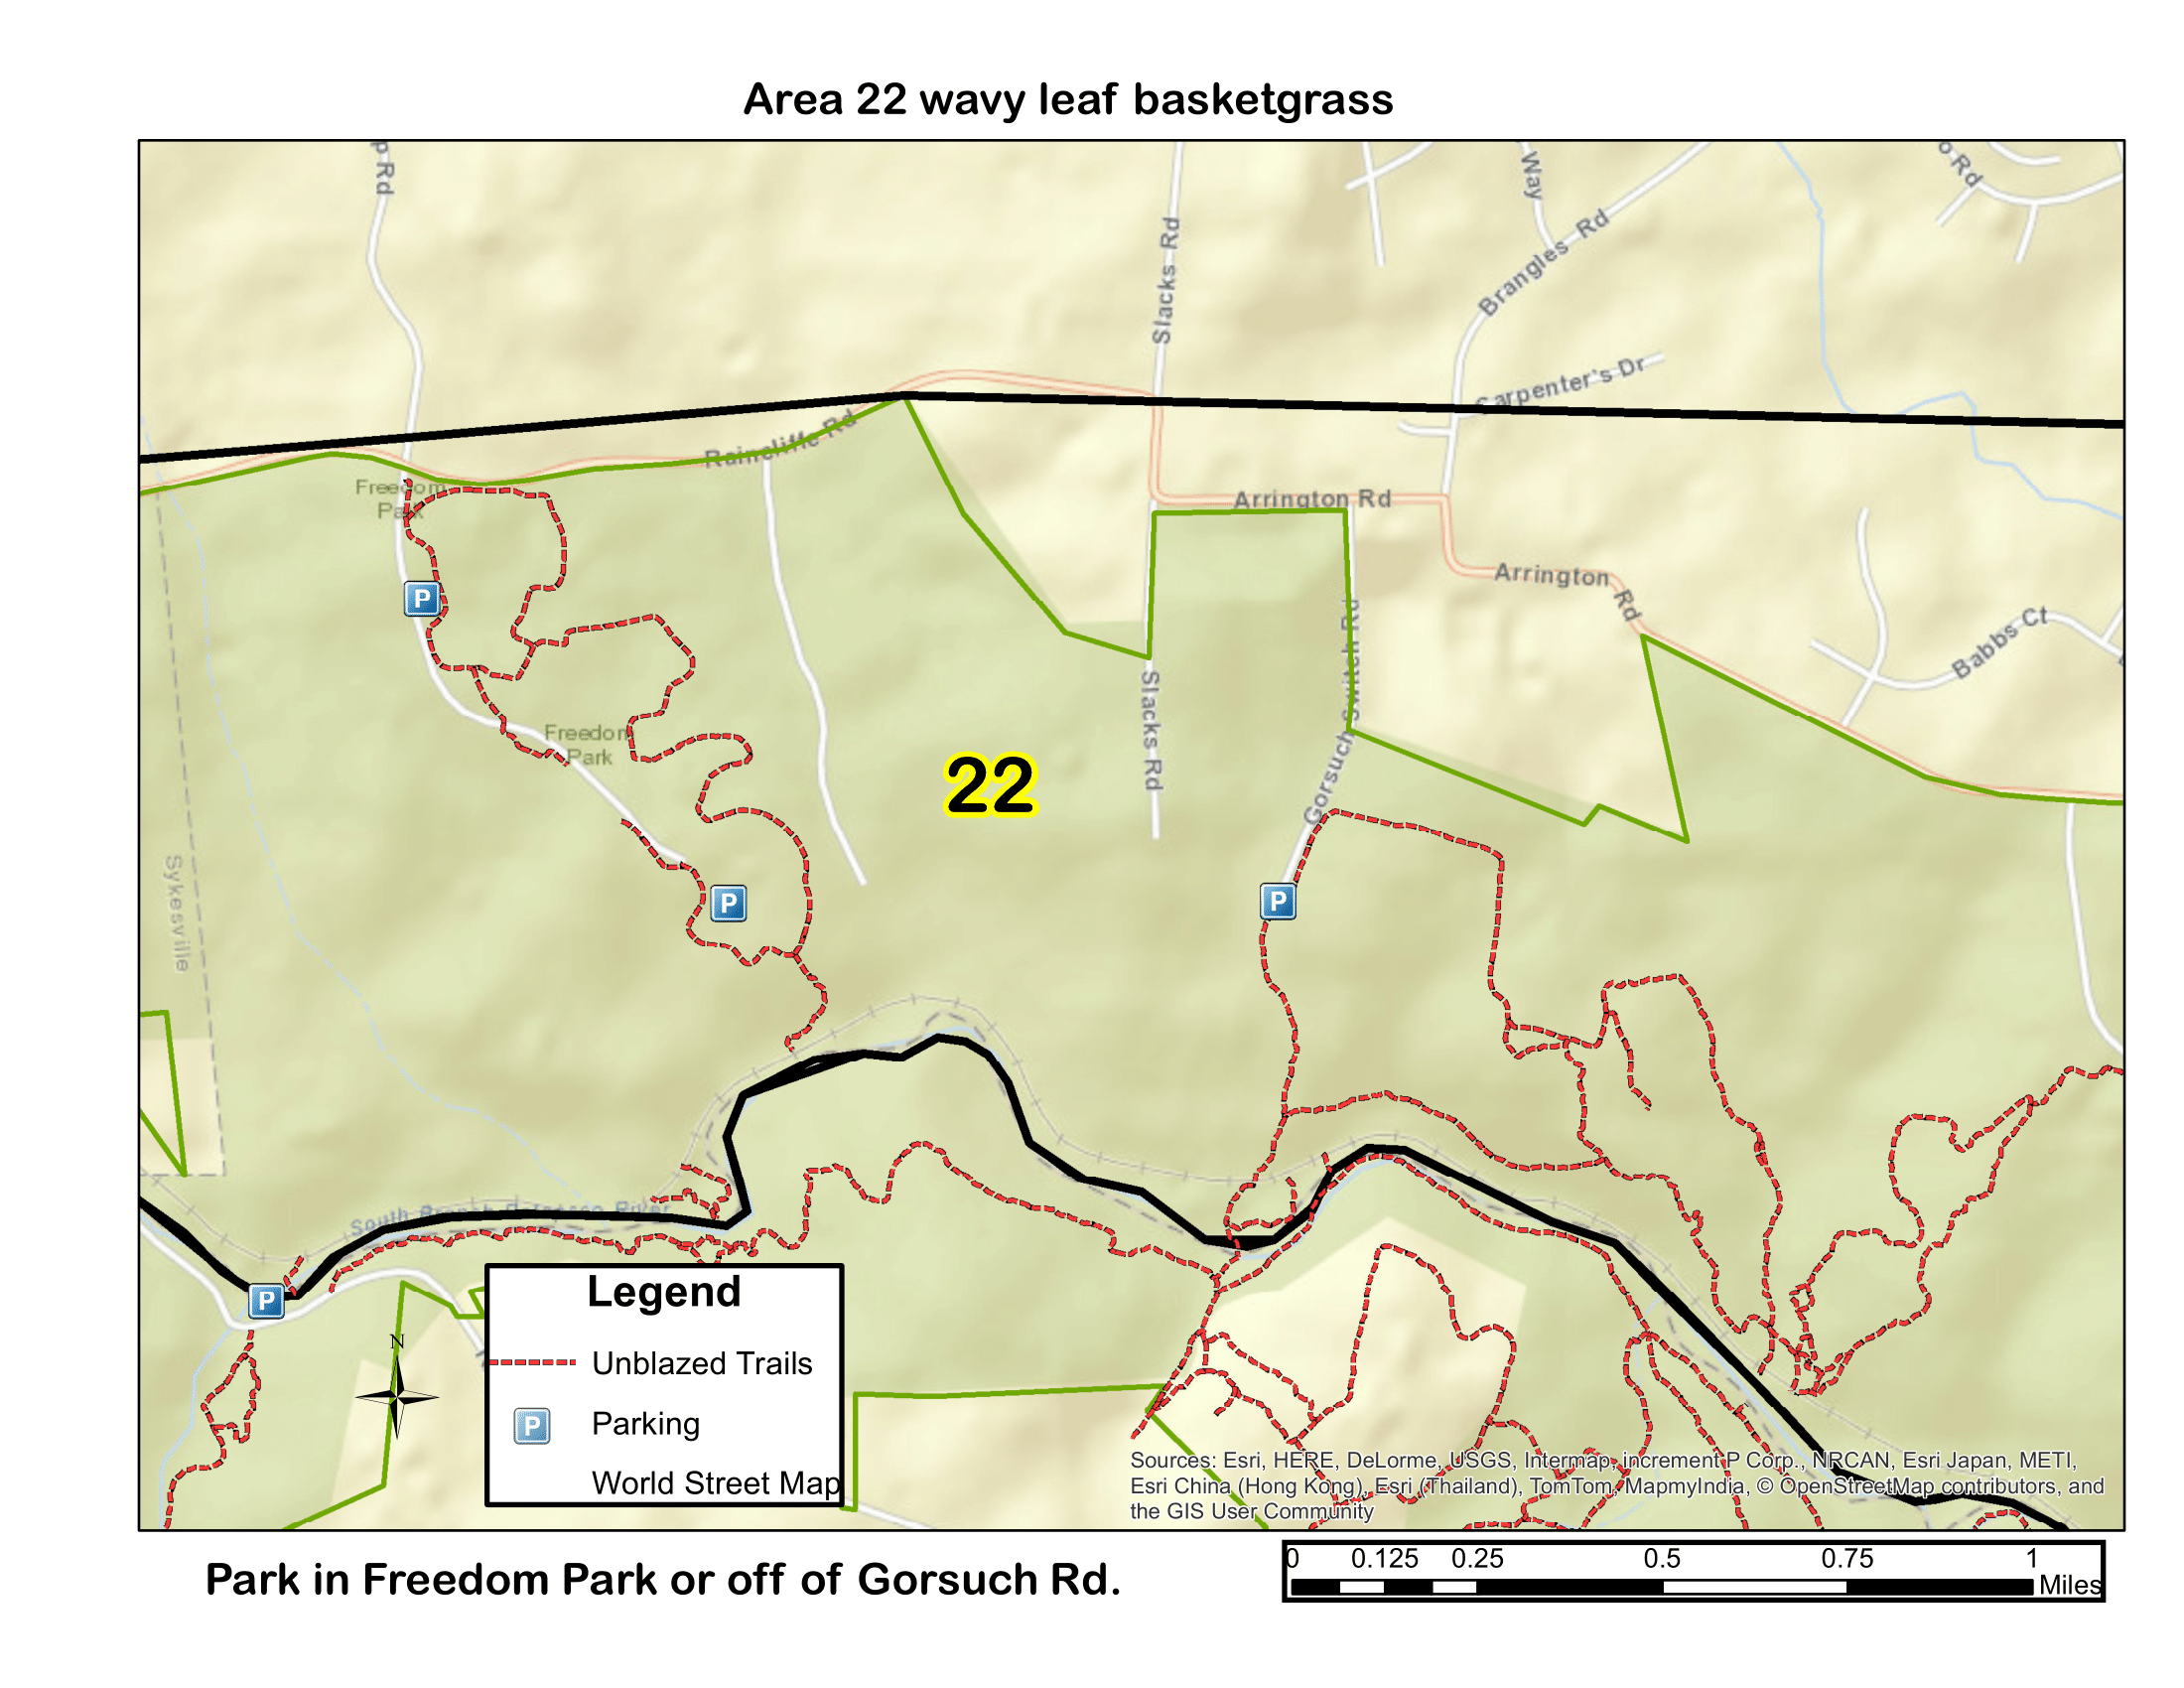 Area 22 wavy leaf basketgrass
p Rd
Way
o Rd
Slacks Rd
Brangles Rd
Carpenter's Dr
Raincliffe Rd
Freedom
Park
Arrington Rd
Arrington Rd
Babbs Ct
Gorsuch Switch Rd
Slacks Rd
Freedom
Park
22
P
P
P
Sykesville
South Branch Patapsco River
P
N
Legend
Unblazed Trails
P Parking
World Street Map
Sources: Esri, HERE, DeLorme, USGS, Intermap, increment P Corp., NRCAN, Esri Japan, METI,
Esri China (Hong Kong), Esri (Thailand), TomTom, MapmyIndia, © OpenStreetMap contributors, and
the GIS User Community
Park in Freedom Park or off of Gorsuch Rd.
0 0.125 0.25 0.5 0.75 1
Miles